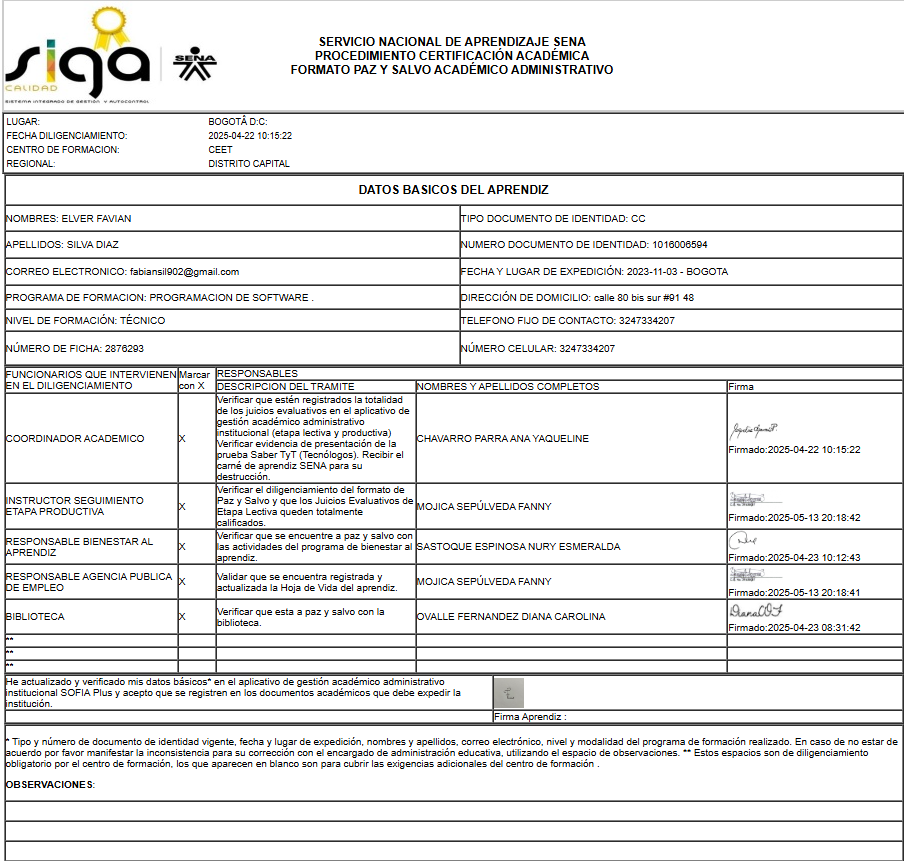 siga
CALIDAD
SISTEMA INTEGRADO DE GESTIÓN Y AUTOCONTROL
SENA
SERVICIO NACIONAL DE APRENDIZAJE SENA
PROCEDIMIENTO CERTIFICACIÓN ACADÉMICA
FORMATO PAZ Y SALVO ACADÉMICO ADMINISTRATIVO
LUGAR: BOGOTÂ D:C:
FECHA DILIGENCIAMIENTO: 2025-04-22 10:15:22
CENTRO DE FORMACION: CEET
REGIONAL: DISTRITO CAPITAL
DATOS BASICOS DEL APRENDIZ
NOMBRES: ELVER FAVIAN TIPO DOCUMENTO DE IDENTIDAD: CC
APELLIDOS: SILVA DIAZ NUMERO DOCUMENTO DE IDENTIDAD: 1016006594
CORREO ELECTRONICO: fabiansil902@gmail.com FECHA Y LUGAR DE EXPEDICIÓN: 2023-11-03 - BOGOTA
PROGRAMA DE FORMACION: PROGRAMACION DE SOFTWARE . DIRECCIÓN DE DOMICILIO: calle 80 bis sur #91 48
NIVEL DE FORMACIÓN: TÉCNICO TELEFONO FIJO DE CONTACTO: 3247334207
NÚMERO DE FICHA: 2876293 NÚMERO CELULAR: 3247334207
FUNCIONARIOS QUE INTERVIENEN
EN EL DILIGENCIAMIENTO
Marcar
con X
RESPONSABLES
DESCRIPCION DEL TRAMITE NOMBRES Y APELLIDOS COMPLETOS Firma
COORDINADOR ACADEMICO
X
Verificar que estén registrados la totalidad
de los juicios evaluativos en el aplicativo de
gestión académico administrativo
institucional (etapa lectiva y productiva)
Verificar evidencia de presentación de la
prueba Saber TyT (Tecnólogos). Recibir el
carné de aprendiz SENA para su
destrucción.
CHAVARRO PARRA ANA YAQUELINE
Firmado:2025-04-22 10:15:22
INSTRUCTOR SEGUIMIENTO
ETAPA PRODUCTIVA
X
Verificar el diligenciamiento del formato de
Paz y Salvo y que los Juicios Evaluativos de
Etapa Lectiva queden totalmente
calificados.
MOJICA SEPÚLVEDA FANNY
Firmado:2025-05-13 20:18:42
RESPONSABLE BIENESTAR AL
APRENDIZ
X
Verificar que se encuentre a paz y salvo con
las actividades del programa de bienestar al
aprendiz.
SASTOQUE ESPINOSA NURY ESMERALDA
Firmado:2025-04-23 10:12:43
RESPONSABLE AGENCIA PUBLICA
DE EMPLEO
X
Validar que se encuentra registrada y
actualizada la Hoja de Vida del aprendiz.
MOJICA SEPÚLVEDA FANNY
Firmado:2025-05-13 20:18:41
BIBLIOTECA
X
Verificar que esta a paz y salvo con la
biblioteca.
OVALLE FERNANDEZ DIANA CAROLINA
Firmado:2025-04-23 08:31:42
**
**
**
He actualizado y verificado mis datos básicos* en el aplicativo de gestión académico administrativo
institucional SOFIA Plus y acepto que se registren en los documentos académicos que debe expedir la
institución.
Firma Aprendiz :
* Tipo y número de documento de identidad vigente, fecha y lugar de expedición, nombres y apellidos, correo electrónico, nivel y modalidad del programa de formación realizado. En caso de no estar de
acuerdo por favor manifestar la inconsistencia para su corrección con el encargado de administración educativa, utilizando el espacio de observaciones. ** Estos espacios son de diligenciamiento
obligatorio por el centro de formación, los que aparecen en blanco son para cubrir las exigencias adicionales del centro de formación .
OBSERVACIONES: